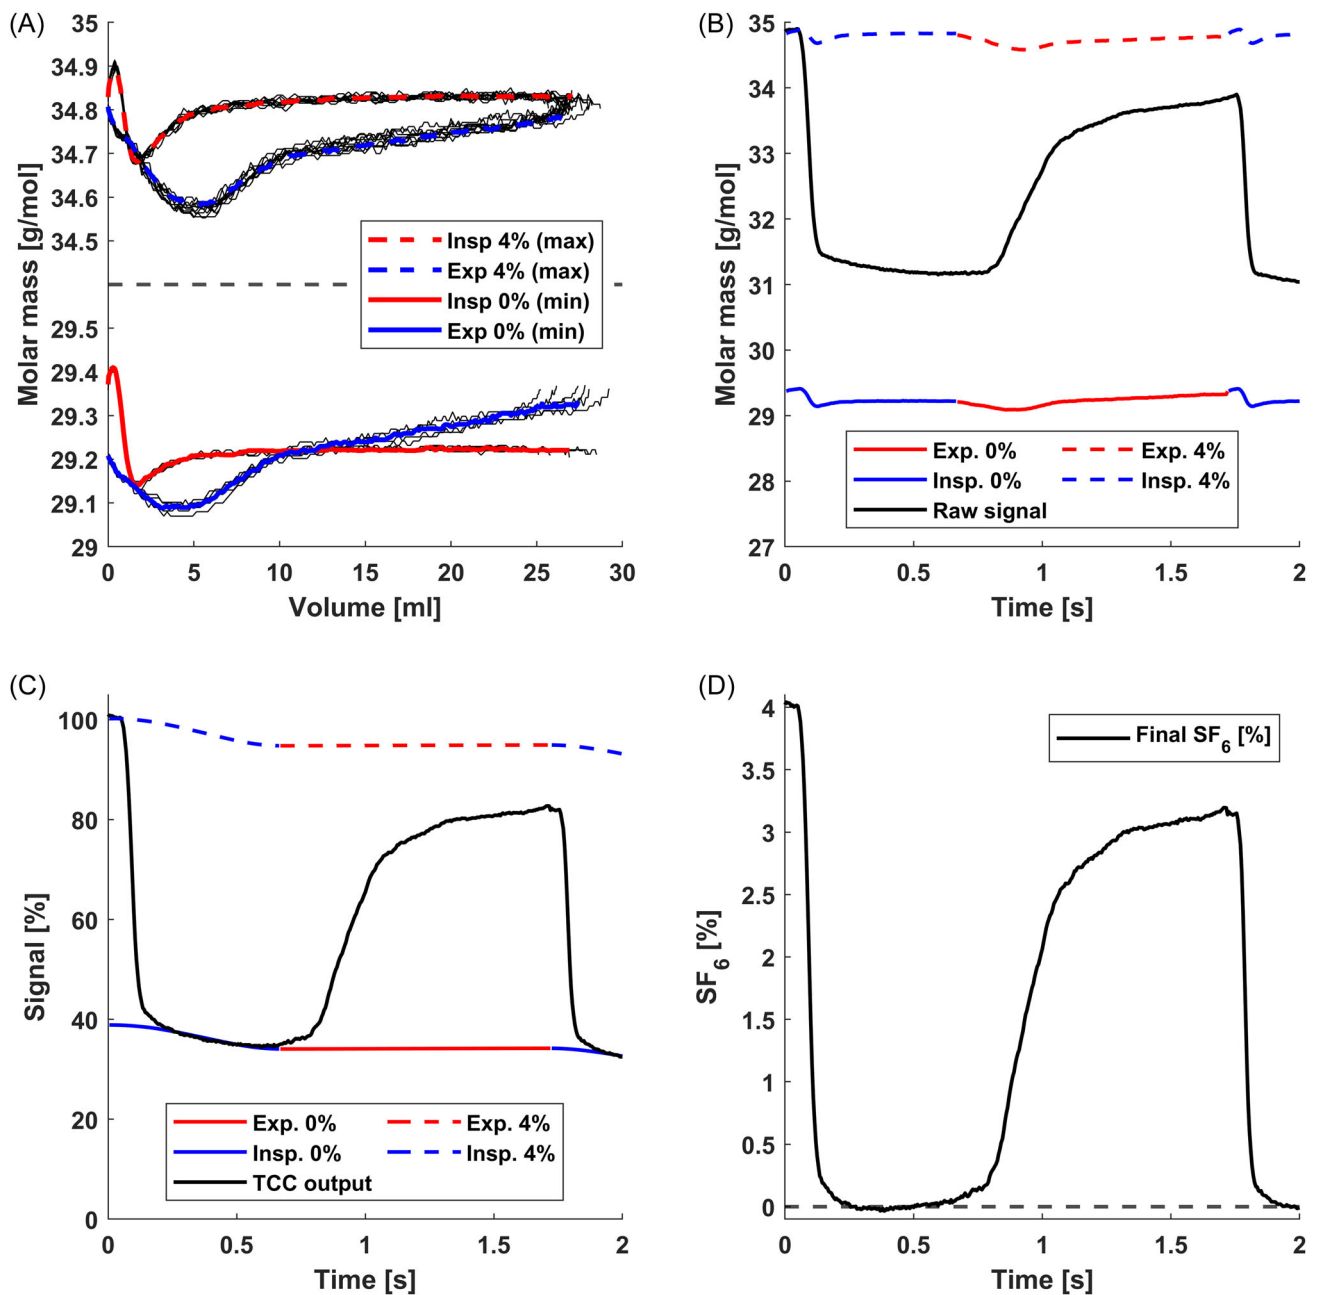 (A)
35
34.9
34.8
34.7
34.6
34.5
29.5
29.4
29.3
29.2
29.1
29
Molar mass [g/mol]
Insp 4% (max)
Exp 4% (max)
Insp 0% (min)
Exp 0% (min)
0 5 10 15 20 25 30
Volume [ml]
(B)
35
34
33
32
31
30
29
28
27
Molar mass [g/mol]
Exp. 0% Exp. 4%
Insp. 0% Insp. 4%
Raw signal
0 0.5 1 1.5 2
Time [s]
(C)
100
80
60
40
20
0
Signal [%]
Exp. 0% Exp. 4%
Insp. 0% Insp. 4%
TCC output
0 0.5 1 1.5 2
Time [s]
(D)
4
3.5
3
2.5
2
1.5
1
0.5
0
SF6 [%]
Final SF6 [%]
0 0.5 1 1.5 2
Time [s]